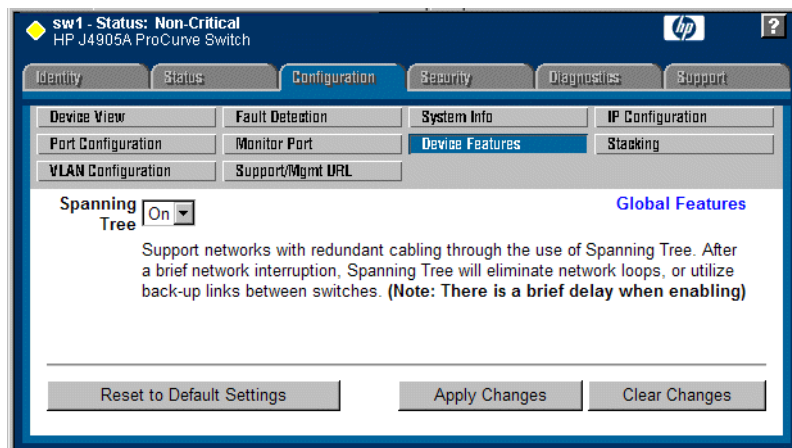 sw1 - Status: Non-Critical
HP J4905A ProCurve Switch
hp
?
Identity Status Configuration Security Diagnostics Support
Device View Fault Detection System Info IP Configuration
Port Configuration Monitor Port Device Features Stacking
VLAN Configuration Support/Mgmt URL
Spanning Tree On Global Features
Support networks with redundant cabling through the use of Spanning Tree. After
a brief network interruption, Spanning Tree will eliminate network loops, or utilize
back-up links between switches. (Note: There is a brief delay when enabling)
Reset to Default Settings Apply Changes Clear Changes